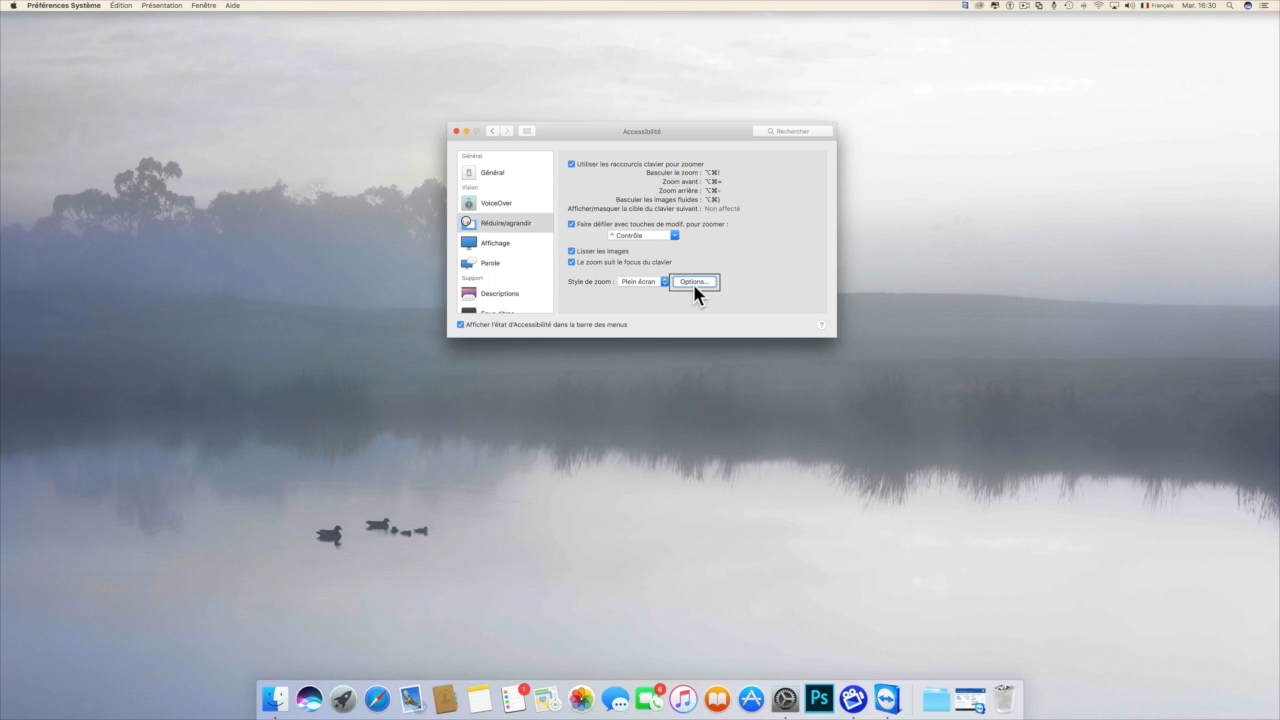 Préférences Système Édition Présentation Fenêtre Aide
Français Mar. 16:30
Accessibilité
Rechercher
Général
Général
Vision
VoiceOver
Réduire/agrandir
Affichage
Parole
Support
Descriptions
Utiliser les raccourcis clavier pour zoomer
Basculer le zoom : ⌥⌘!
Zoom avant : ⌥⌘=
Zoom arrière : ⌥⌘-
Basculer les images fluides : ⌥⌘)
Afficher/masquer la cible du clavier suivant : Non affecté
Faire défiler avec touches de modif. pour zoomer :
^ Contrôle
Lisser les images
Le zoom suit le focus du clavier
Style de zoom : Plein écran Options...
Afficher l'état d'Accessibilité dans la barre des menus
?
1
6
Ps